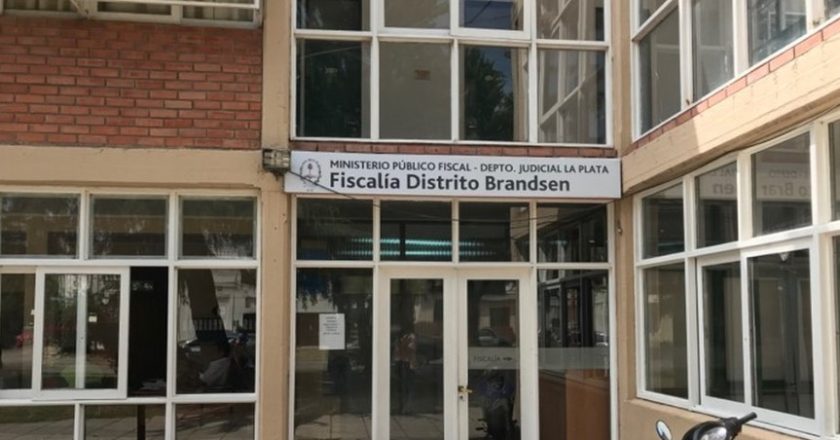 MINISTERIO PÚBLICO FISCAL - DEPTO. JUDICIAL LA PLATA
Fiscalía Distrito Brandsen
FISCALÍA →